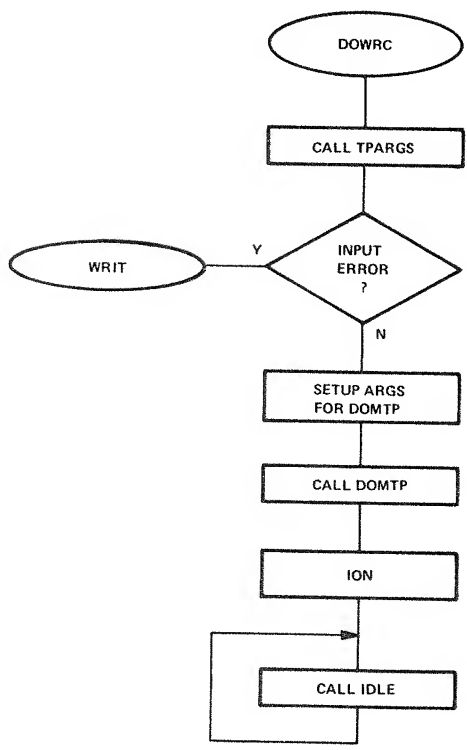 DOWRC
CALL TPARGS
INPUT
ERROR
?
Y
WRIT
N
SETUP ARGS
FOR DOMTP
CALL DOMTP
ION
CALL IDLE